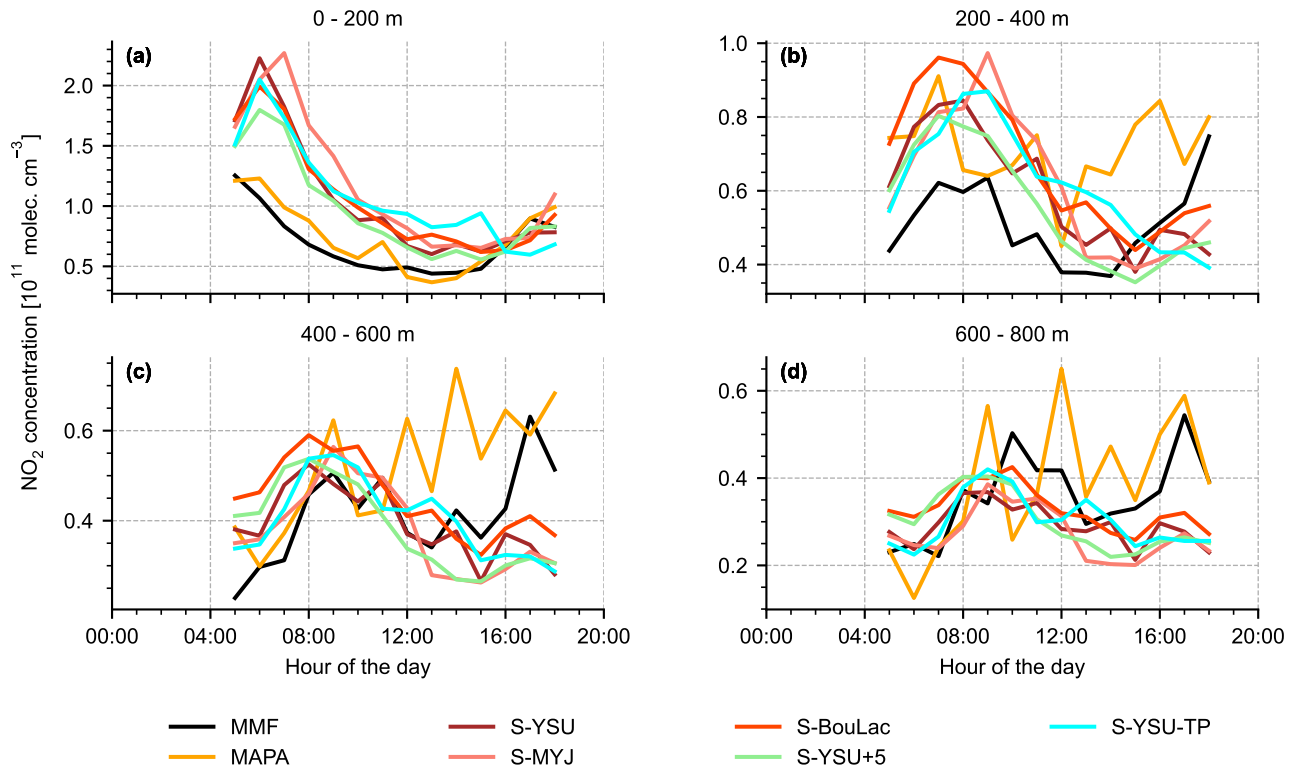 0 - 200 m
200 - 400 m
(a)
(b)
2.0
1.5
1.0
0.5
1.0
0.8
0.6
0.4
NO2 concentration [10^11 molec. cm^−3]
400 - 600 m
600 - 800 m
(c)
(d)
0.6
0.4
0.6
0.4
0.2
00:00 04:00 08:00 12:00 16:00 20:00
00:00 04:00 08:00 12:00 16:00 20:00
Hour of the day
Hour of the day
MMF S-YSU S-BouLac S-YSU-TP
MAPA S-MYJ S-YSU+5